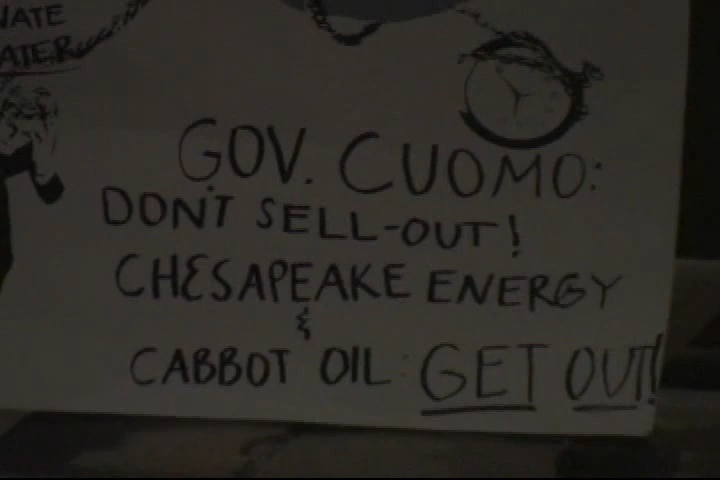 GOV. CUOMO:
DON'T SELL-OUT!
CHESAPEAKE ENERGY
&
CABBOT OIL: GET OUT!